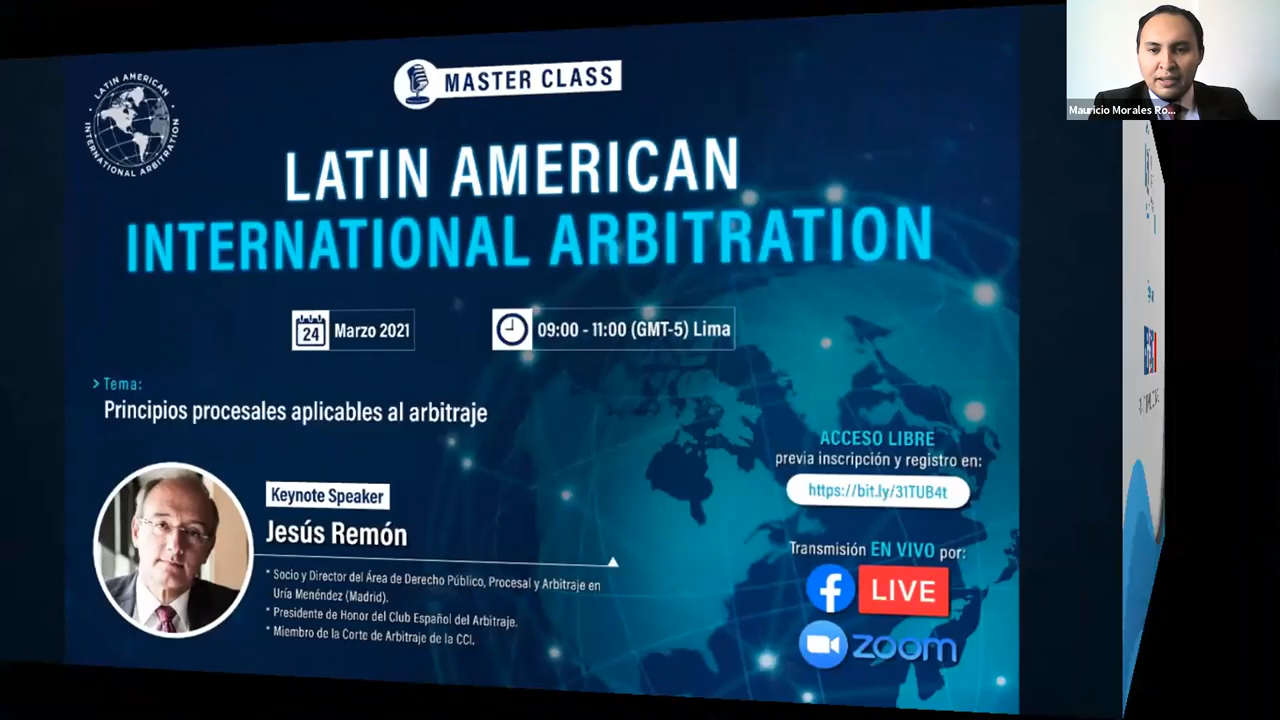 MASTER CLASS
LATIN AMERICAN
INTERNATIONAL ARBITRATION
LATIN AMERICAN
INTERNATIONAL ARBITRATION
24 Marzo 2021
09:00 - 11:00 (GMT-5) Lima
> Tema:
Principios procesales aplicables al arbitraje
Keynote Speaker
Jesús Remón
* Socio y Director del Área de Derecho Público, Procesal y Arbitraje en
Uría Menéndez (Madrid).
* Presidente de Honor del Club Español del Arbitraje.
* Miembro de la Corte de Arbitraje de la CCI.
ACCESO LIBRE
previa inscripción y registro en:
https://bit.ly/31TUB4t
Transmisión EN VIVO por:
f LIVE
zoom
Mauricio Morales Ro...